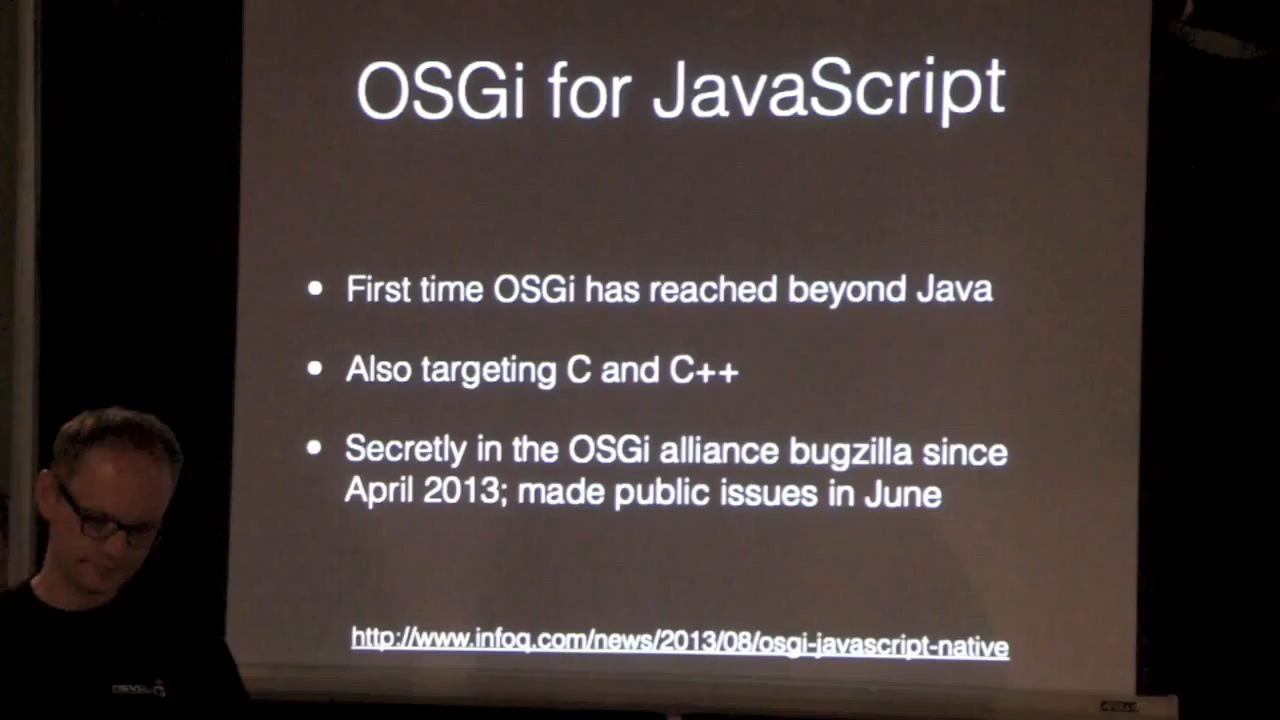 OSGi for JavaScript
• First time OSGi has reached beyond Java
• Also targeting C and C++
• Secretly in the OSGi alliance bugzilla since
April 2013; made public issues in June
http://www.infoq.com/news/2013/08/osgi-javascript-native